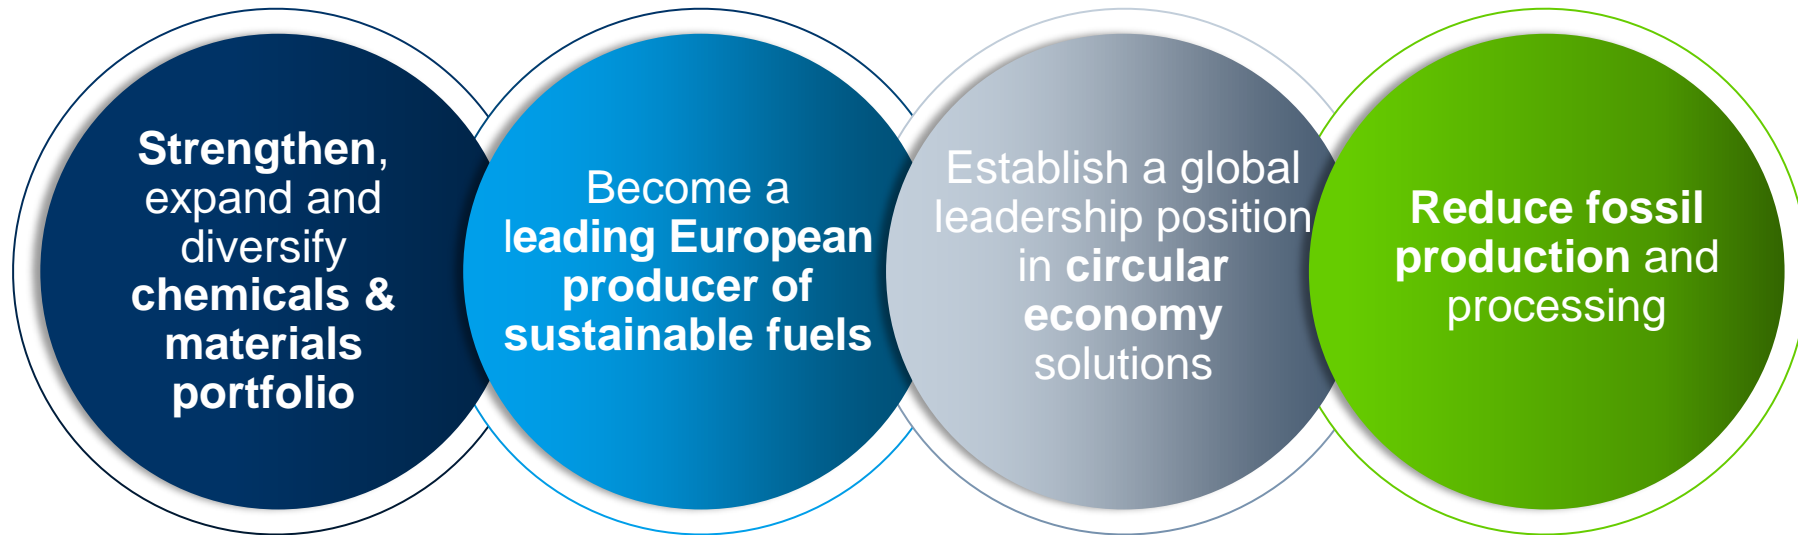 Strengthen,
expand and
diversify
chemicals &
materials
portfolio
Become a
leading European
producer of
sustainable fuels
Establish a global
leadership position
in circular
economy
solutions
Reduce fossil
production and
processing